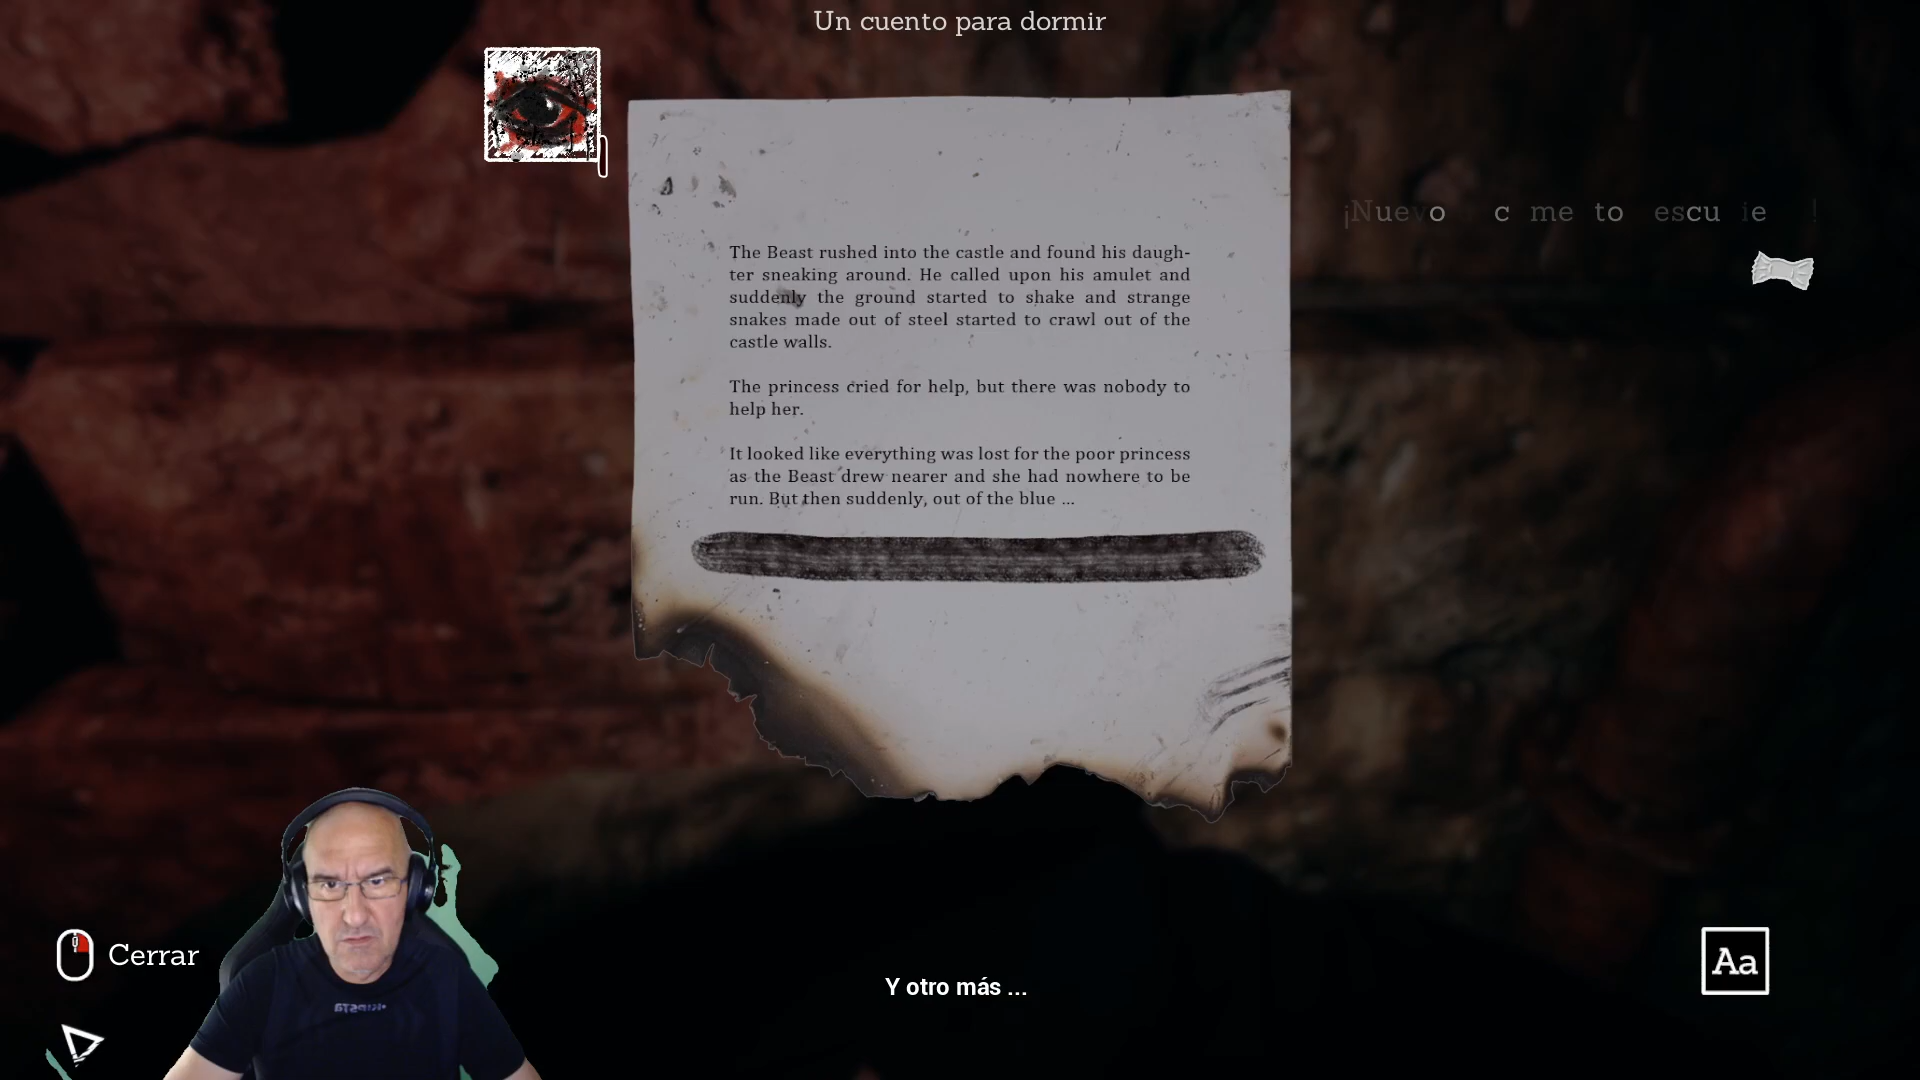 Un cuento para dormir
¡Nuevo
The Beast rushed into the castle and found his daugh-
ter sneaking around. He called upon his amulet and
suddenly the ground started to shake and strange
snakes made out of steel started to crawl out of the
castle walls.
The princess cried for help, but there was nobody to
help her.
It looked like everything was lost for the poor princess
as the Beast drew nearer and she had nowhere to be
run. But then suddenly, out of the blue ...
Cerrar
Aa
Y otro más ...